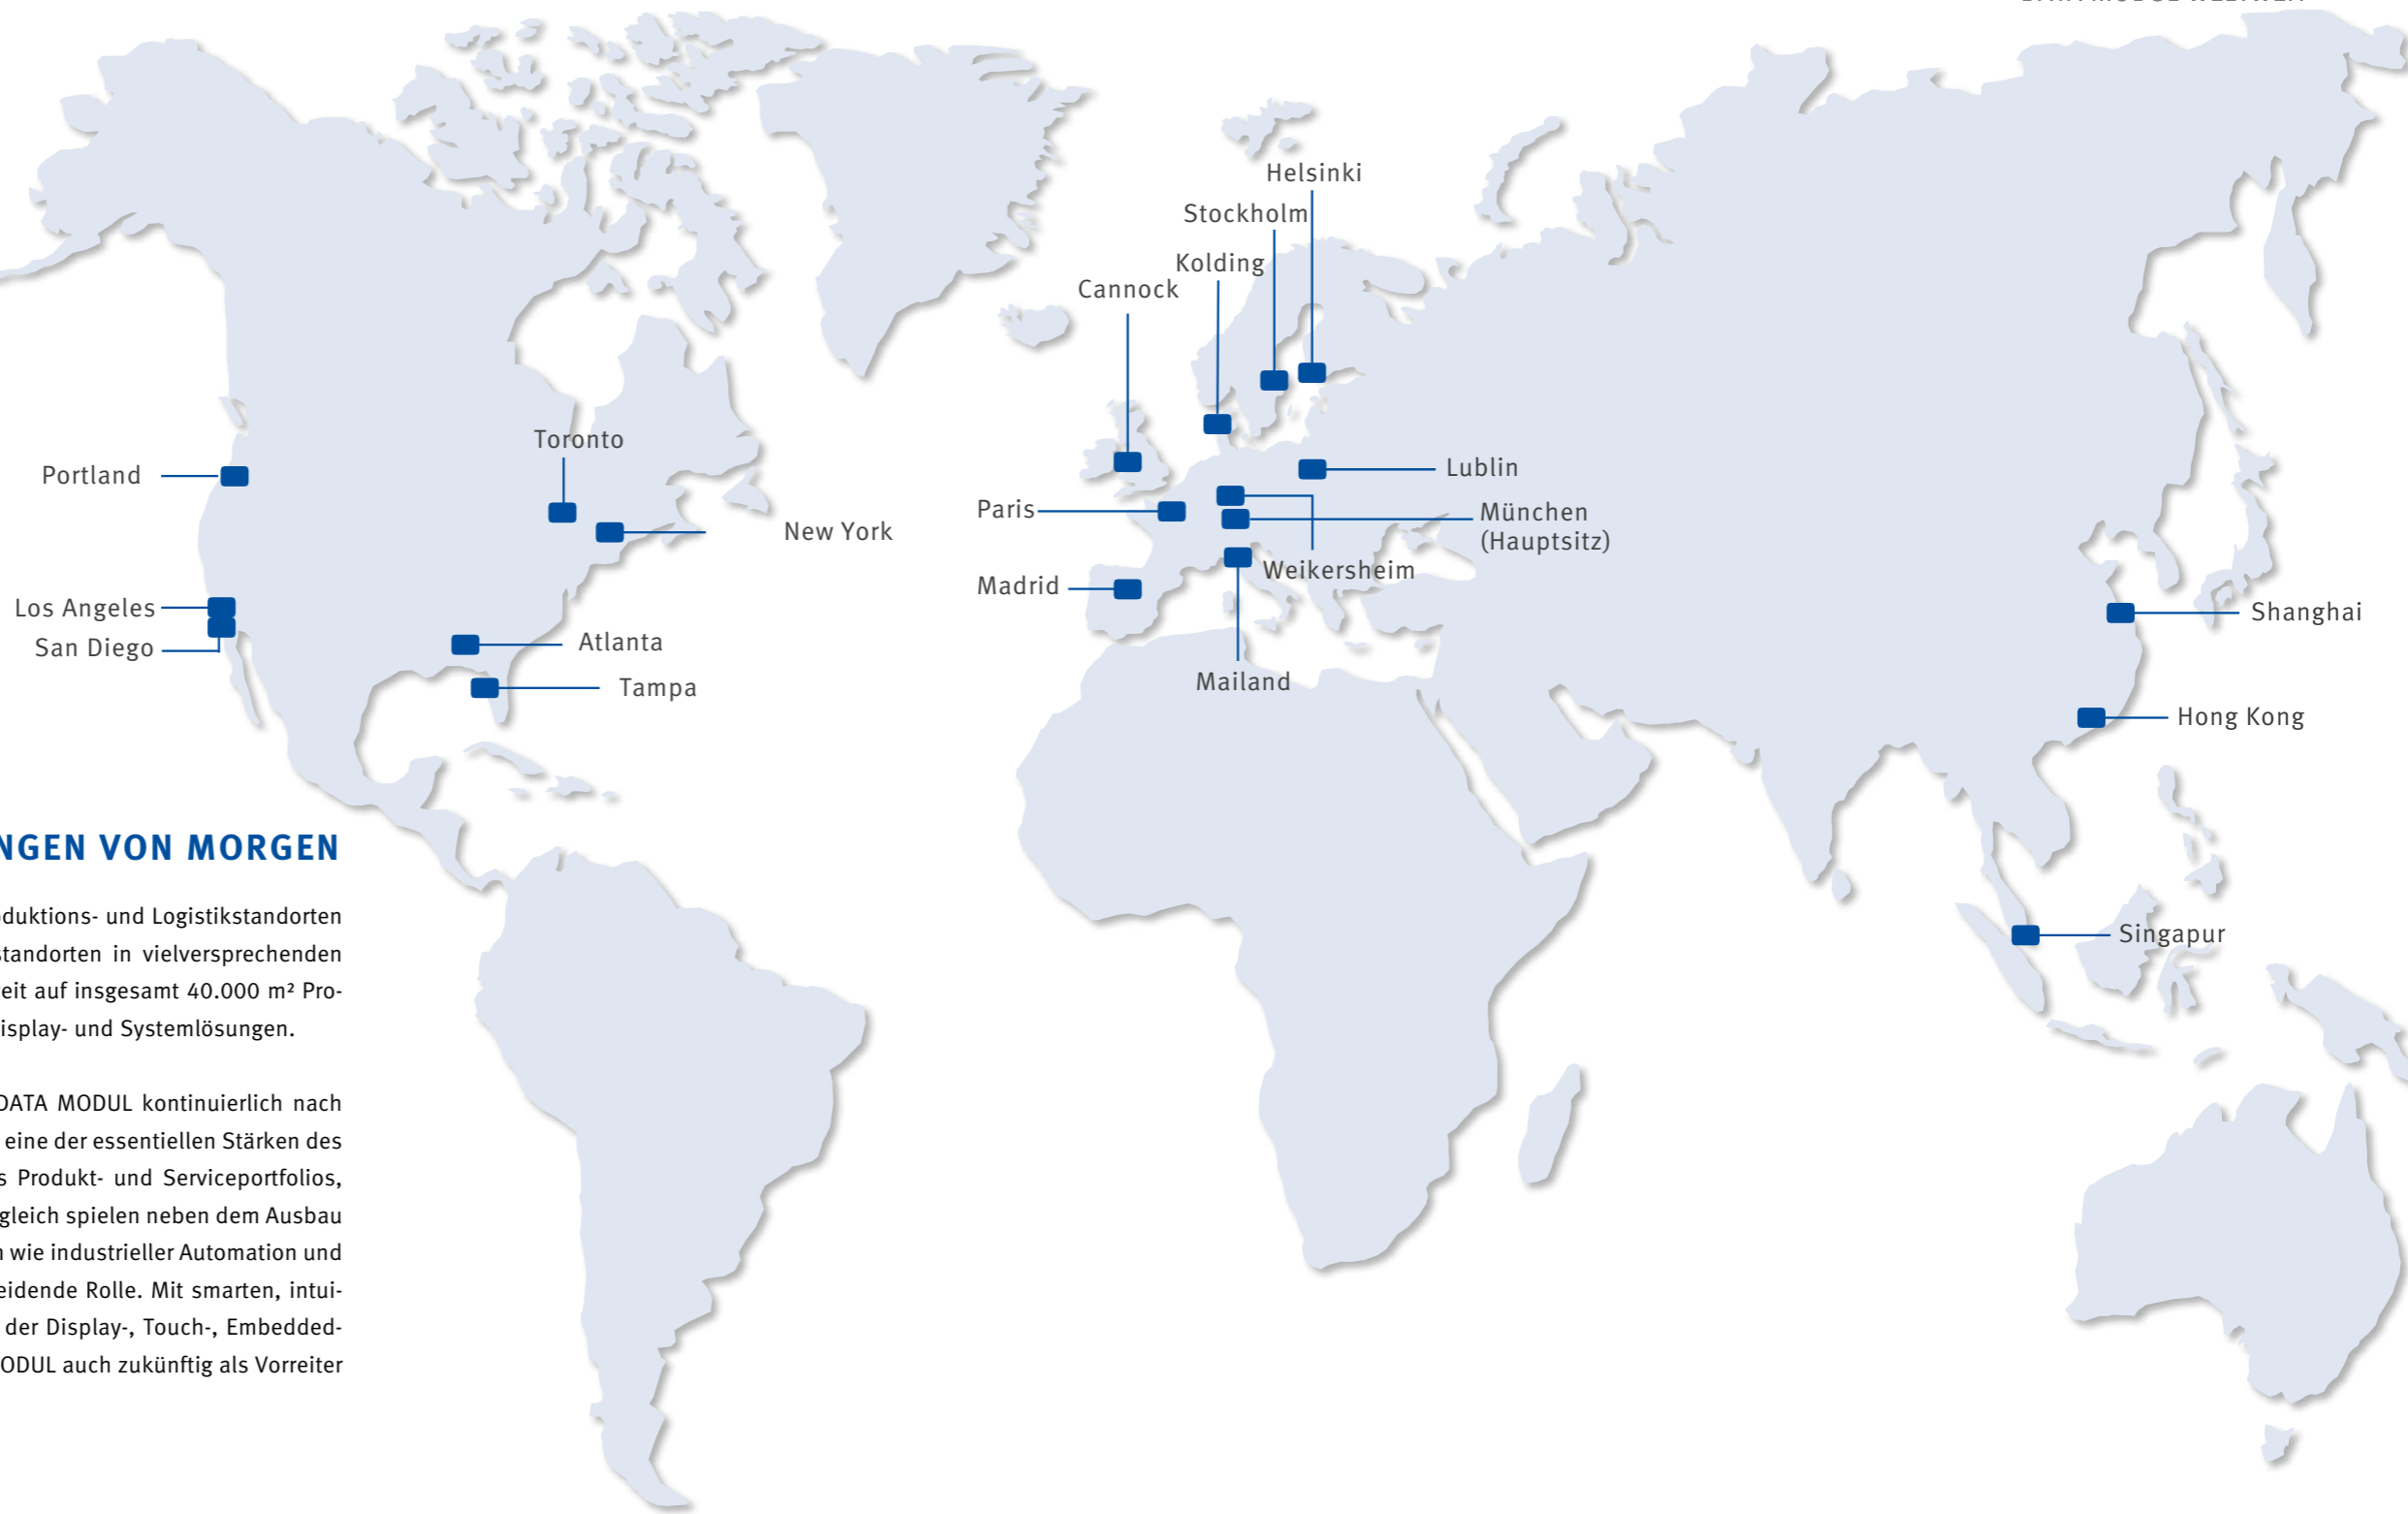 Helsinki
Stockholm
Kolding
Cannock
Toronto
Portland
New York
Lublin
Paris
München
(Hauptsitz)
Weikersheim
Madrid
Los Angeles
San Diego
Atlanta
Tampa
Mailand
Shanghai
Hong Kong
Singapur
NGEN VON MORGEN
duktions- und Logistikstandorten
standorten in vielversprechenden
eit auf insgesamt 40.000 m² Pro-
isplay- und Systemlösungen.
DATA MODUL kontinuierlich nach
eine der essentiellen Stärken des
s Produkt- und Serviceportfolios,
gleich spielen neben dem Ausbau
n wie industrieller Automation und
eidende Rolle. Mit smarten, intui-
der Display-, Touch-, Embedded-
ODUL auch zukünftig als Vorreiter